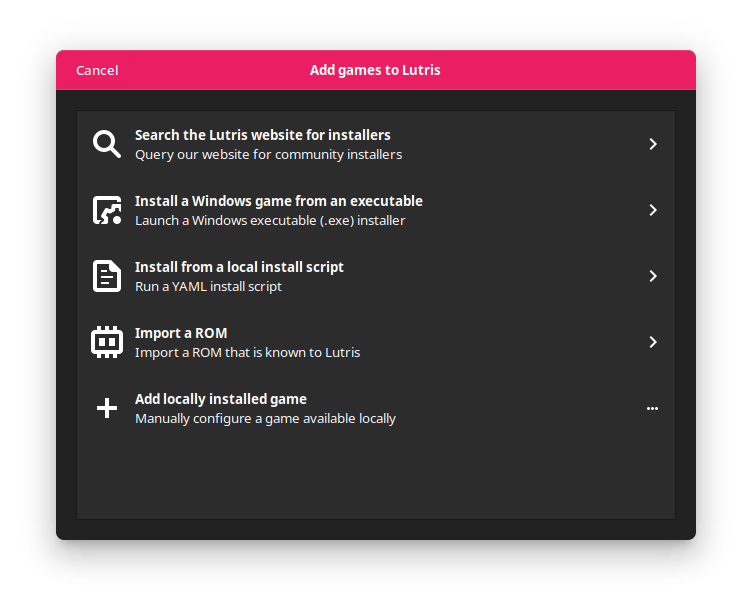 Cancel
Add games to Lutris
Search the Lutris website for installers
Query our website for community installers
Install a Windows game from an executable
Launch a Windows executable (.exe) installer
Install from a local install script
Run a YAML install script
Import a ROM
Import a ROM that is known to Lutris
Add locally installed game
Manually configure a game available locally